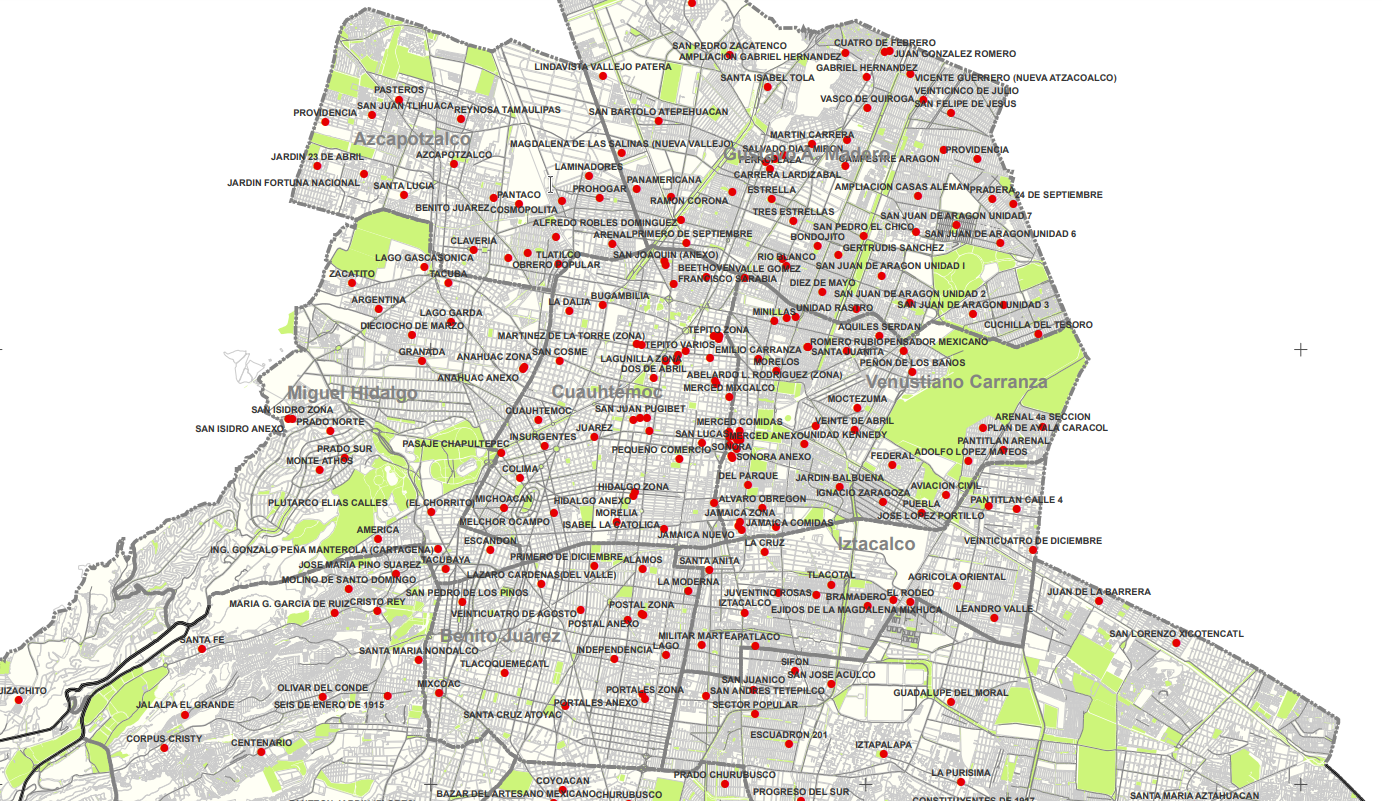 SAN PEDRO ZACATENCO
CUATRO DE FEBRERO
AMPLIACION GABRIEL HERNANDEZ
JUAN GONZALEZ ROMERO
LINDAVISTA VALLEJO PATERA
GABRIEL HERNANDEZ
SANTA ISABEL TOLA
VICENTE GUERRERO (NUEVA ATZACOALCO)
PASTEROS
VEINTICINCO DE JULIO
VASCO DE QUIROGA
SAN FELIPE DE JESUS
SAN JUAN TLIHUACA
REYNOSA TAMAULIPAS
PROVIDENCIA
SAN BARTOLO ATEPEHUACAN
Azcapotzalco
MARTIN CARRERA
MAGDELENA DE LAS SALINAS (NUEVA VALLEJO)
SALVADO DIAZ MIRON
PROVIDENCIA
JARDIN 23 DE ABRIL
AZCAPOTZALCO
Gustavo A. Madero
CAMPESTRE ARAGON
LAMINADORES
CARRERA LARDIZABAL
JARDIN FORTUNA NACIONAL
SANTA LUCIA
PANAMERICANA
PROHOGAR
ESTRELLA
AMPLIACION CASAS ALEMAN
PRADERA
24 DE SEPTIEMBRE
PANTACO
RAMON CORONA
BENITO JUAREZ
COSMOPOLITA
TRES ESTRELLAS
SAN JUAN DE ARAGON UNIDAD 7
ALFREDO ROBLES DOMINGUEZ
SAN PEDRO EL CHICO
ARENAL
PRIMERO DE SEPTIEMBRE
BONDOJITO
SAN JUAN DE ARAGON UNIDAD 6
CLAVERIA
GERTRUDIS SANCHEZ
LAGO GASCASONICA
TLATILCO
SAN JOAQUIN (ANEXO)
RIO BLANCO
OBRERO POPULAR
BEETHOVEN
VALLE GOMEZ
SAN JUAN DE ARAGON UNIDAD I
ZACATITO
TACUBA
FRANCISCO SARABIA
DIEZ DE MAYO
SAN JUAN DE ARAGON UNIDAD 2
ARGENTINA
LA DALIA
BUGAMBILIA
SAN JUAN DE ARAGON UNIDAD 3
LAGO GARDA
MINILLAS
UNIDAD RASTRO
DIECIOCHO DE MARZO
TEPITO ZONA
AQUILES SERDAN
CUCHILLA DEL TESORO
MARTINEZ DE LA TORRE (ZONA)
TEPITO VARIOS
ROMERO RUBIO
PENSADOR MEXICANO
GRANADA
ANAHUAC ZONA
SAN COSME
LAGUNILLA ZONA
EMILIO CARRANZA
SANTA JUANITA
DOS DE ABRIL
MORELOS
PEÑON DE LOS BAÑOS
ANAHUAC ANEXO
ABELARDO L. RODRIGUEZ (ZONA)
Venustiano Carranza
Miguel Hidalgo
Cuauhtémoc
MERCED MIXCALCO
MOCTEZUMA
SAN ISIDRO ZONA
CUAUHTEMOC
SAN JUAN PUGIBET
ARENAL 4a SECCION
PRADO NORTE
MERCED COMIDAS
VEINTE DE ABRIL
SAN ISIDRO ANEXO
JUAREZ
PLAN DE AYALA CARACOL
SAN LUCAS
MERCED ANEXO
UNIDAD KENNEDY
PASAJE CHAPULTEPEC
INSURGENTES
PANTITLAN ARENAL
PRADO SUR
PEQUEÑO COMERCIO
SONORA
MONTE ATHOS
SONORA ANEXO
FEDERAL
ADOLFO LOPEZ MATEOS
COLIMA
DEL PARQUE
JARDIN BALBUENA
HIDALGO ZONA
AVIACION CIVIL
IGNACIO ZARAGOZA
PLUTARCO ELIAS CALLES
(EL CHORRITO)
MICHOACAN
HIDALGO ANEXO
ALVARO OBREGON
PUEBLA
PANTITLAN CALLE 4
MORELIA
JAMAICA ZONA
JOSE LOPEZ PORTILLO
AMERICA
MELCHOR OCAMPO
ISABEL LA CATOLICA
JAMAICA COMIDAS
JAMAICA NUEVO
ESCANDON
LA CRUZ
Iztacalco
VEINTICUATRO DE DICIEMBRE
ING. GONZALO PEÑA MANTEROLA (CARTAGENA)
JOSE MARIA PINO SUAREZ
TACUBAYA
PRIMERO DE DICIEMBRE
ALAMOS
SANTA ANITA
MOLINO DE SANTO DOMINGO
LAZARO CARDENAS(DEL VALLE)
LA MODERNA
TLACOTAL
AGRICOLA ORIENTAL
SAN PEDRO DE LOS PINOS
JUVENTINO ROSAS
BRAMADERO
EL RODEO
JUAN DE LA BARRERA
MARIA G. GARCIA DE RUIZ
CRISTO REY
POSTAL ZONA
IZTACALCO
EJIDOS DE LA MAGDALENA MIXHUCA
LEANDRO VALLE
VEINTICUATRO DE AGOSTO
POSTAL ANEXO
SANTA FE
Benito Juárez
MILITAR MARTE
APATLACO
SAN LORENZO XICOTENCATL
SANTA MARIA NONOALCO
INDEPENDENCIA
LAGO
TLACOQUEMECATL
SIFON
SAN JUANICO
SAN JOSE ACULCO
MIXCOAC
OLIVAR DEL CONDE
PORTALES ZONA
SAN ANDRES TETEPILCO
GUADALUPE DEL MORAL
JALALPA EL GRANDE
SEIS DE ENERO DE 1915
PORTALES ANEXO
SECTOR POPULAR
SANTA CRUZ ATOYAC
CORPUS CRISTY
CENTENARIO
ESCUADRON 201
IZTAPALAPA
COYOACAN
PRADO CHURUBUSCO
LA PURISIMA
BAZAR DEL ARTESANO MEXICANO
CHURUBUSCO
PROGRESO DEL SUR
SANTA MARIA AZTAHUACAN